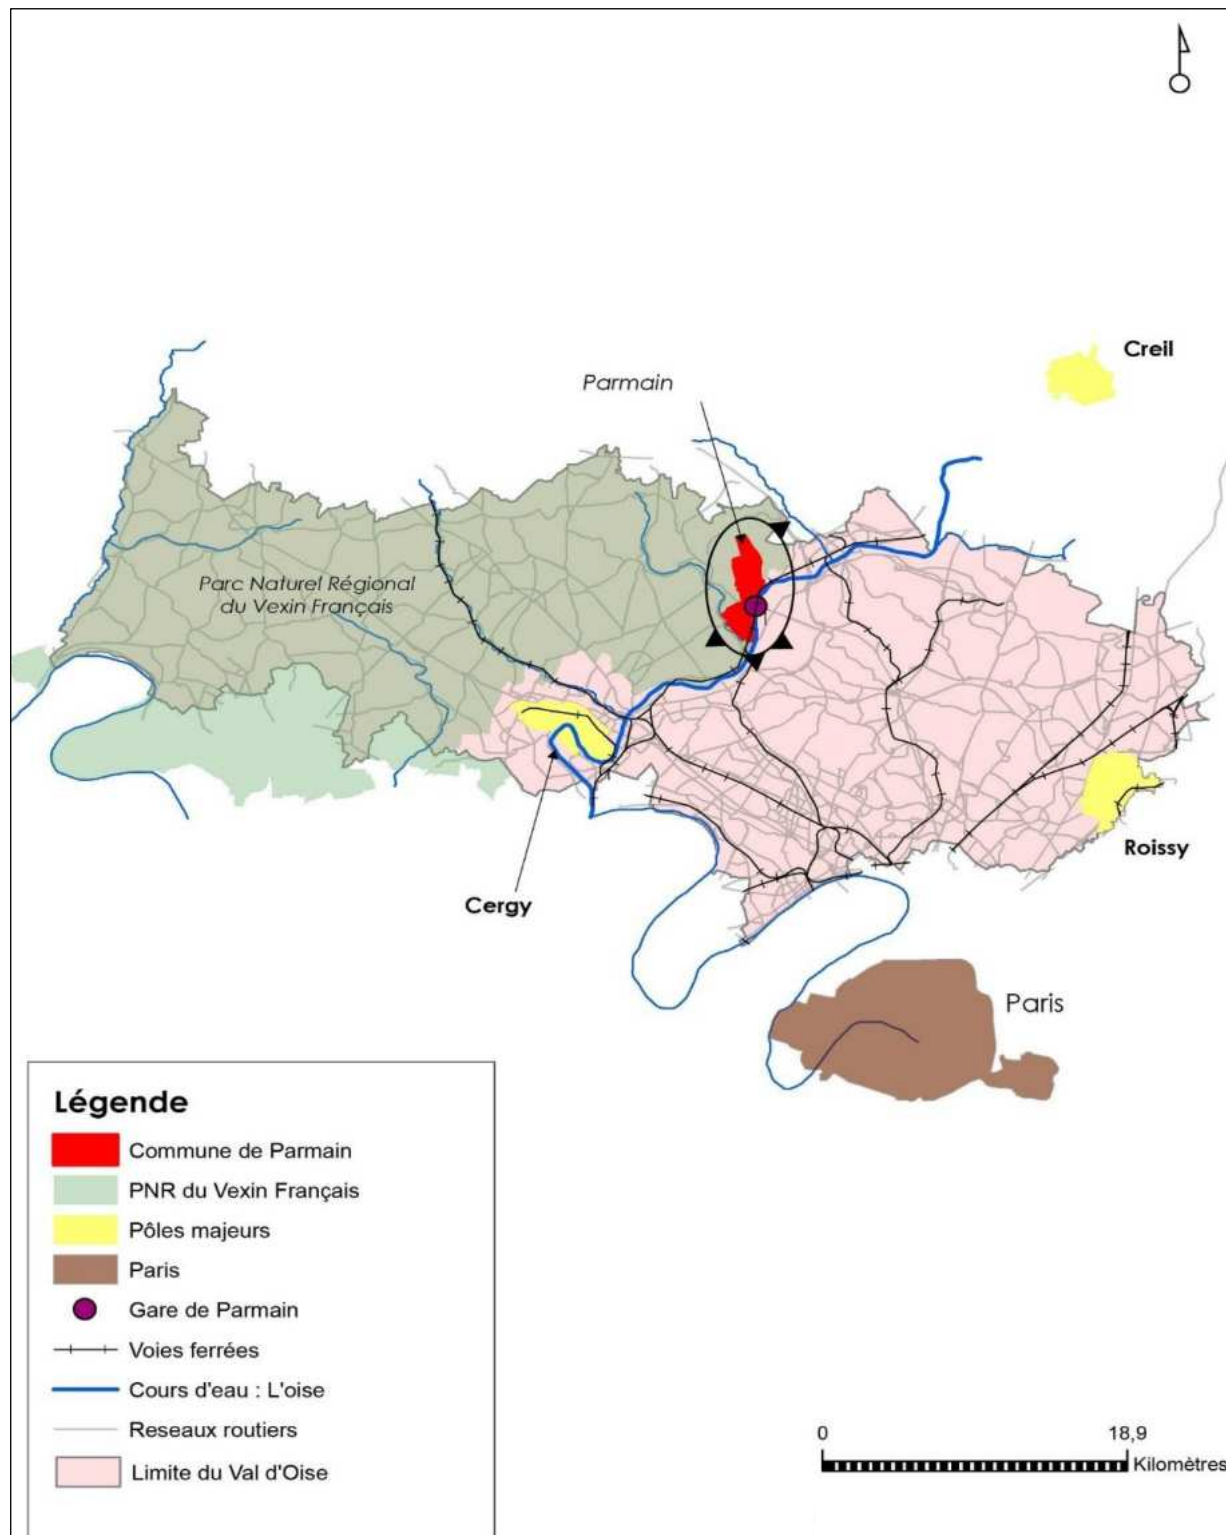 Creil
Parmain
Parc Naturel Régional
du Vexin Français
Roissy
Cergy
Paris
Légende
Commune de Parmain
PNR du Vexin Français
Pôles majeurs
Paris
Gare de Parmain
Voies ferrées
Cours d'eau : L'oise
Reseaux routiers
Limite du Val d'Oise
0 18,9
Kilomètres